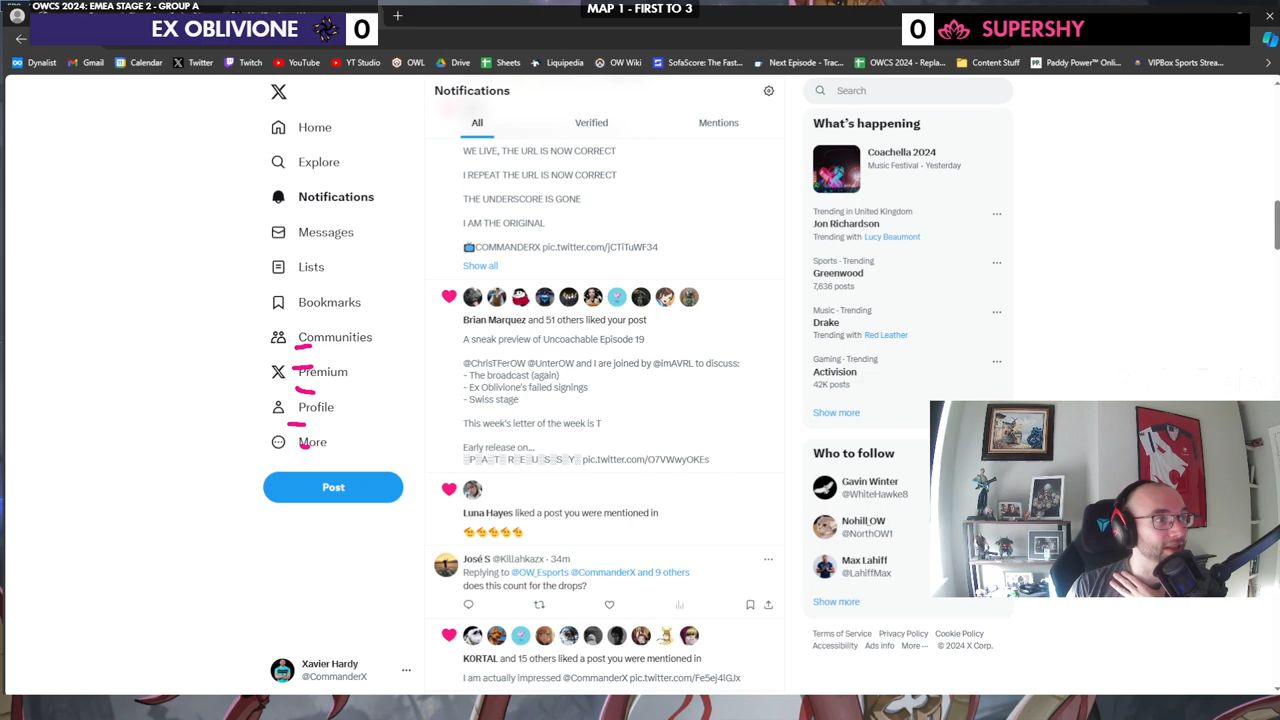 OWCS 2024: EMEA STAGE 2 - GROUP A
MAP 1 - FIRST TO 3
EX OBLIVIONE 0
0 SUPERSHY
Dynalist Gmail Calendar Twitter Twitch YouTube YT Studio OWL Drive Sheets Liquipedia OW Wiki SofaScore: The Fast... Next Episode - Trac... OWCS 2024 - Repla... Content Stuff Paddy Power™ Onli... VIPBox Sports Strea...
Home
Explore
Notifications
Messages
Lists
Bookmarks
Communities
Premium
Profile
More
Post
Xavier Hardy
@CommanderX
Notifications
All Verified Mentions
WE LIVE, THE URL IS NOW CORRECT
I REPEAT THE URL IS NOW CORRECT
THE UNDERSCORE IS GONE
I AM THE ORIGINAL
📺COMMANDERX pic.twitter.com/jCTiTuWF34
Show all
Brian Marquez and 51 others liked your post
A sneak preview of Uncoachable Episode 19
@ChrisTFerOW @UnterOW and I are joined by @imAVRL to discuss:
- The broadcast (again)
- Ex Oblivione's failed signings
- Swiss stage
This week's letter of the week is T
Early release on...
░P░A░T░R░E░U░S░S░Y░ pic.twitter.com/O7VWwyOKEs
Luna Hayes liked a post you were mentioned in
🫡🫡🫡🫡🫡
José S @Killahkazx · 34m
Replying to @OW_Esports @CommanderX and 9 others
does this count for the drops?
KORTAL and 15 others liked a post you were mentioned in
I am actually impressed @CommanderX pic.twitter.com/Fe5ej4lGJx
Search
What's happening
Coachella 2024
Music Festival · Yesterday
Trending in United Kingdom
Jon Richardson
Trending with Lucy Beaumont
Sports · Trending
Greenwood
7,636 posts
Music · Trending
Drake
Trending with Red Leather
Gaming · Trending
Activision
42K posts
Show more
Who to follow
Gavin Winter
@WhiteHawke8
Nohill_OW
@NorthOW1
Max Lahiff
@LahiffMax
Show more
Terms of Service Privacy Policy Cookie Policy
Accessibility Ads info More ··· © 2024 X Corp.